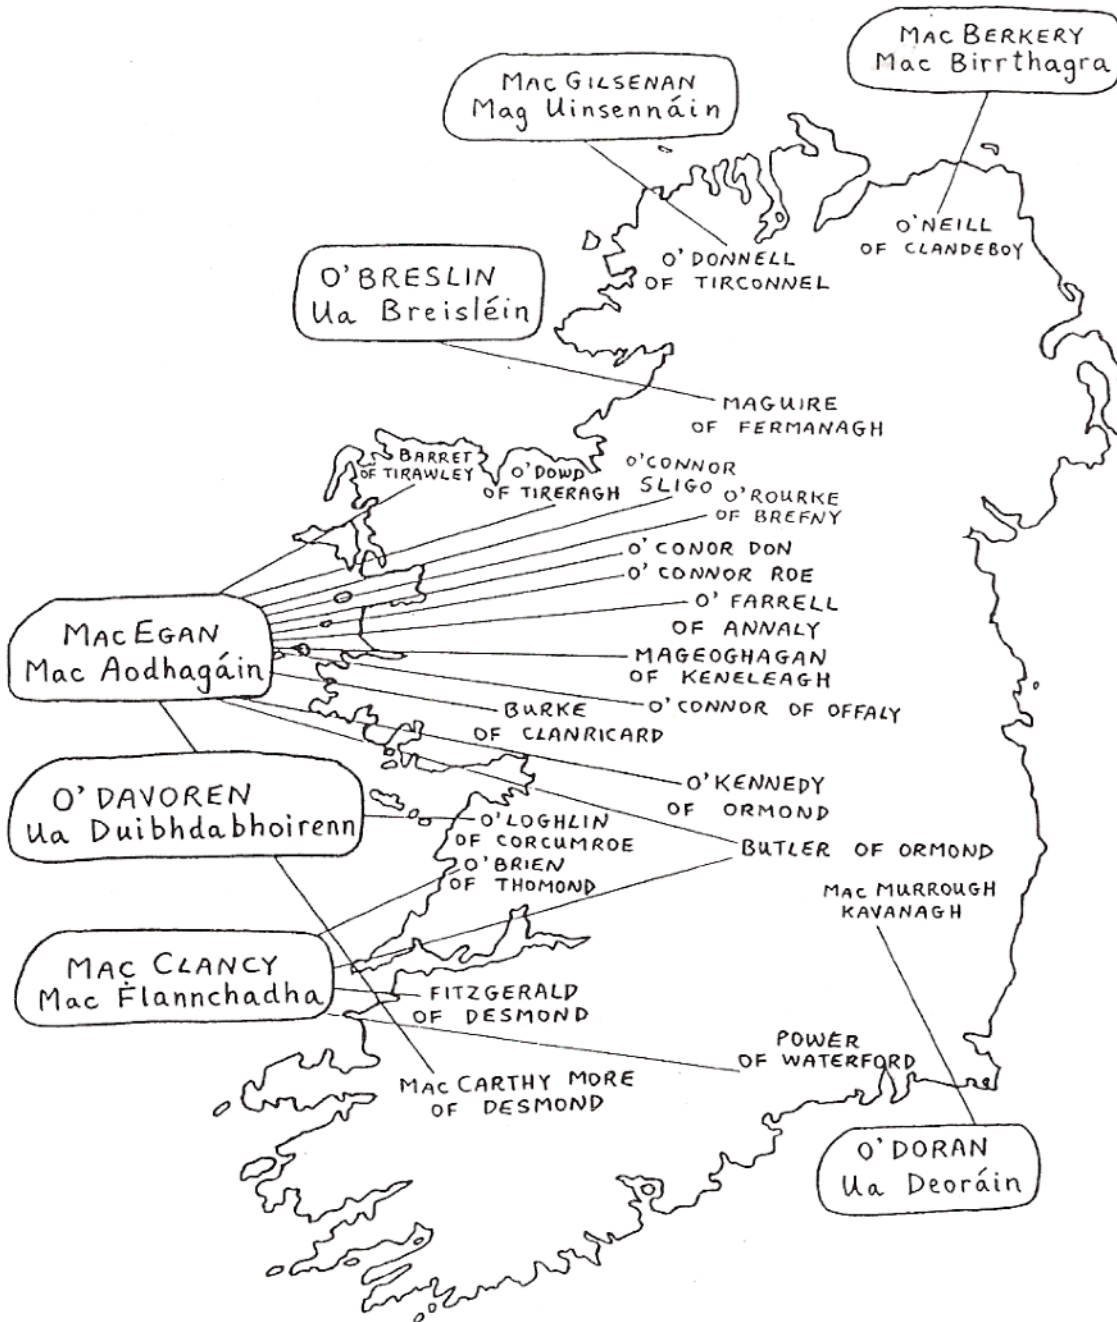 MAC BERKERY
Mac Birrthagra
MAC GILSENAN
Mag Uinsennáin
O'NEILL
OF CLANDEBOY
O'DONNELL
OF TIRCONNEL
O'BRESLIN
Ua Breisléin
MAGUIRE
OF FERMANAGH
BARRET
OF TIRAWLEY
O'DOWD
OF TIRERAGH
O'CONNOR
SLIGO
O'ROURKE
OF BREFNY
O'CONOR DON
O'CONNOR ROE
O'FARRELL
OF ANNALY
MAC EGAN
Mac Aodhagáin
MAGEOGHAGAN
OF KENELEAGH
O'CONNOR OF OFFALY
BURKE
OF CLANRICARD
O'KENNEDY
OF ORMOND
O'DAVOREN
Ua Duibhdabhoirenn
O'LOGHLIN
OF CORCUMROE
O'BRIEN
OF THOMOND
BUTLER OF ORMOND
MAC MURROUGH
KAVANAGH
MAC CLANCY
Mac Ḟlannchadha
FITZGERALD
OF DESMOND
POWER
OF WATERFORD
MAC CARTHY MORE
OF DESMOND
O'DORAN
Ua Deoráin